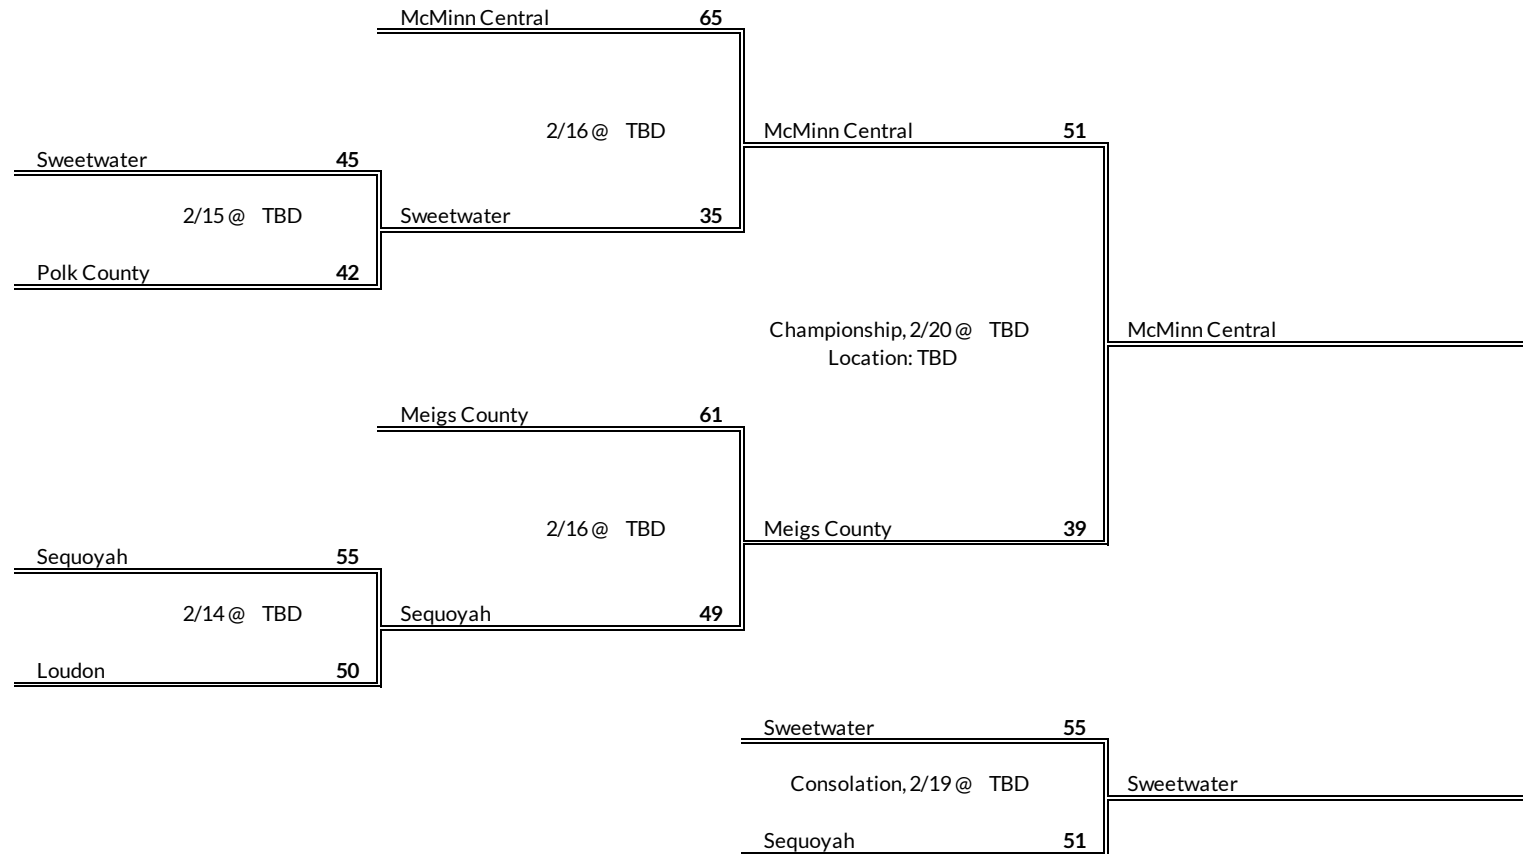 McMinn Central 65
2/16 @ TBD
McMinn Central 51
Sweetwater 45
2/15 @ TBD
Sweetwater 35
Polk County 42
Championship, 2/20 @ TBD
Location: TBD
McMinn Central
Meigs County 61
2/16 @ TBD
Meigs County 39
Sequoyah 55
2/14 @ TBD
Sequoyah 49
Loudon 50
Sweetwater 55
Consolation, 2/19 @ TBD
Sweetwater
Sequoyah 51